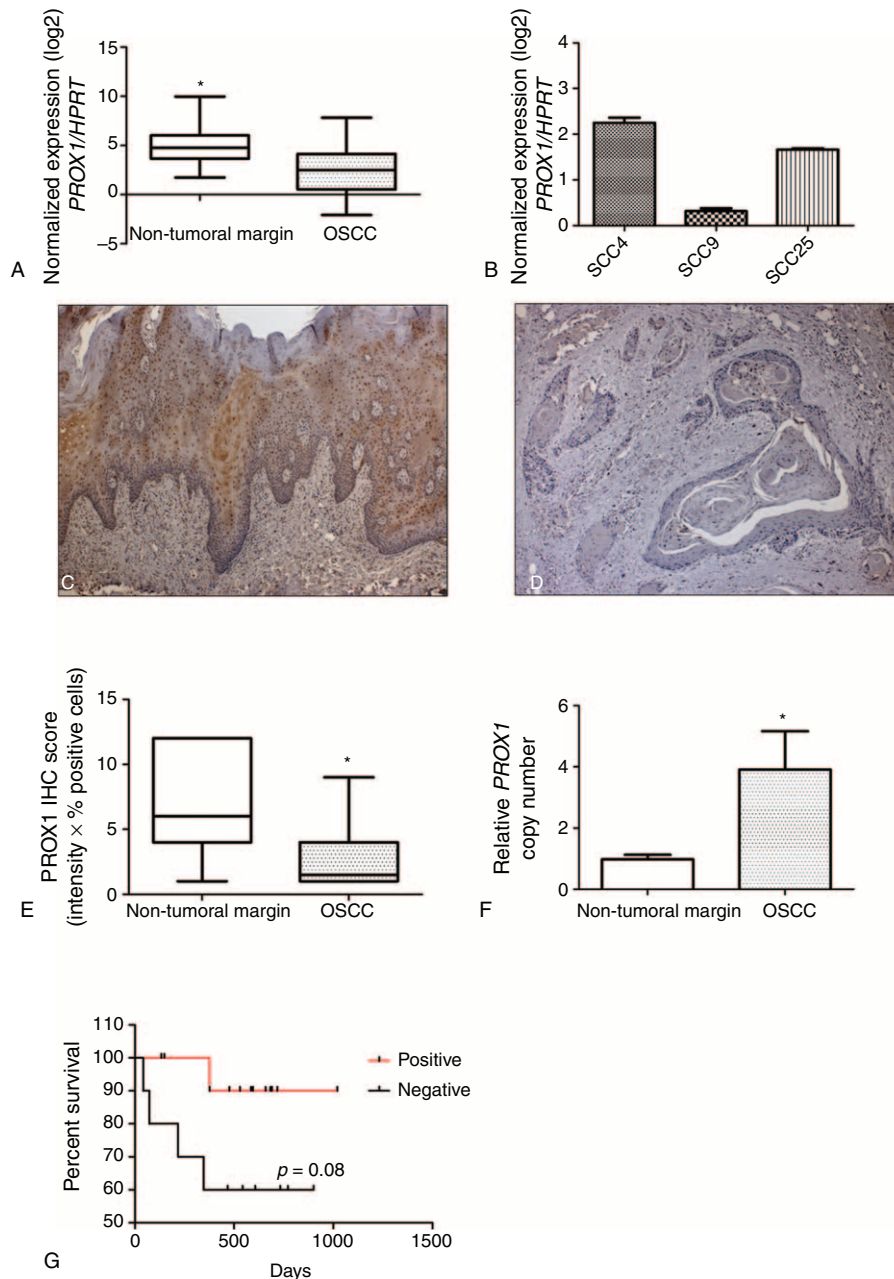 Normalized expression (log2)
PROX1/HPRT
15
10
5
0
–5
*
Non-tumoral margin
OSCC
A
Normalized expression (log2)
PROX1/HPRT
4
3
2
1
0
SCC4
SCC9
SCC25
B
C
D
PROX1 IHC score
(intensity × % positive cells)
15
10
5
0
*
Non-tumoral margin
OSCC
E
Relative PROX1
copy number
6
4
2
0
*
Non-tumoral margin
OSCC
F
Percent survival
110
100
90
80
70
60
50
Positive
Negative
p = 0.08
0
500
1000
1500
Days
G